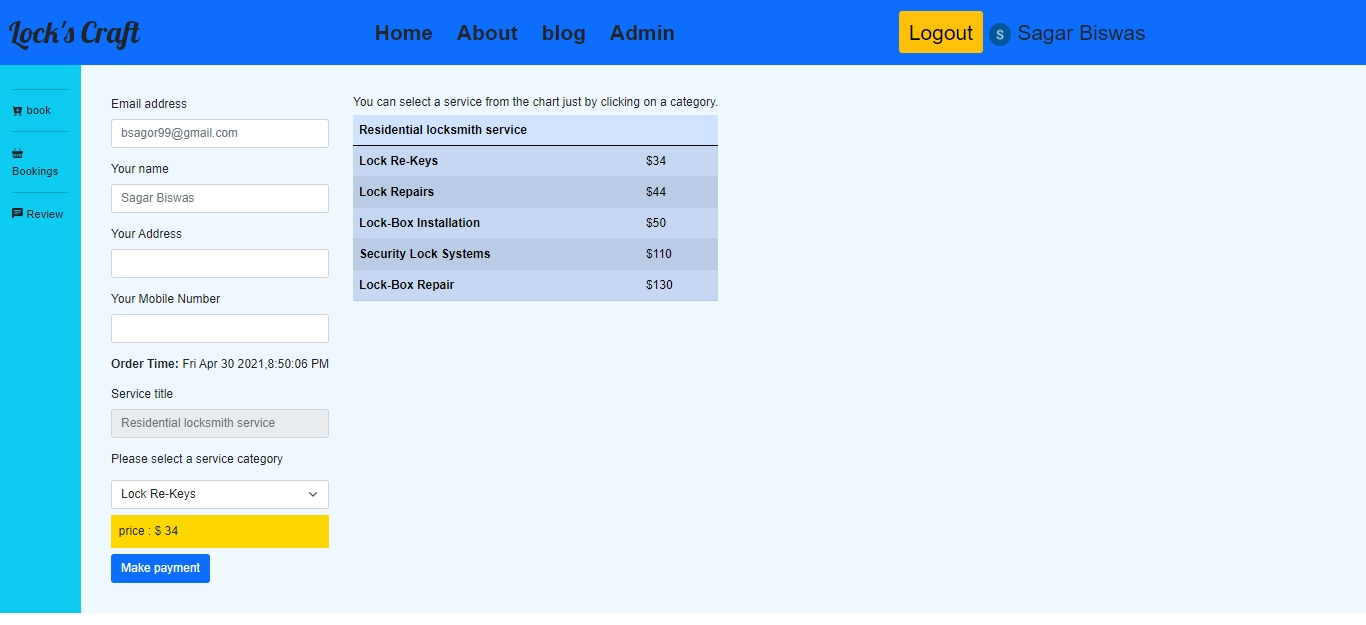 Lock's Craft
Home About blog Admin
Logout S Sagar Biswas
book
Bookings
Review
Email address
bsagor99@gmail.com
Your name
Sagar Biswas
Your Address
Your Mobile Number
Order Time: Fri Apr 30 2021,8:50:06 PM
Service title
Residential locksmith service
Please select a service category
Lock Re-Keys
price : $ 34
Make payment
You can select a service from the chart just by clicking on a category.
Residential locksmith service
Lock Re-Keys $34
Lock Repairs $44
Lock-Box Installation $50
Security Lock Systems $110
Lock-Box Repair $130